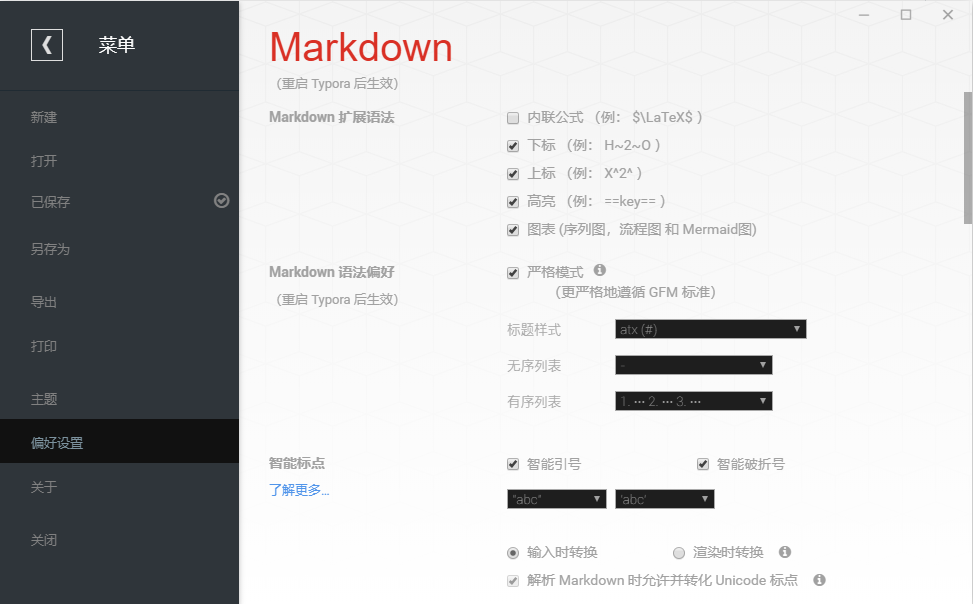 菜单
新建
打开
已保存
另存为
导出
打印
主题
偏好设置
关于
关闭
Markdown
(重启 Typora 后生效)
Markdown 扩展语法
内联公式 (例: $\LaTeX$ )
下标 (例: H~2~O )
上标 (例: X^2^ )
高亮 (例: ==key== )
图表 (序列图，流程图 和 Mermaid图)
Markdown 语法偏好
严格模式
(重启 Typora 后生效)
(更严格地遵循 GFM 标准)
标题样式 atx (#)
无序列表 -
有序列表 1. ··· 2. ··· 3. ···
智能标点
智能引号 智能破折号
了解更多...
"abc" 'abc'
输入时转换 渲染时转换
解析 Markdown 时允许并转化 Unicode 标点